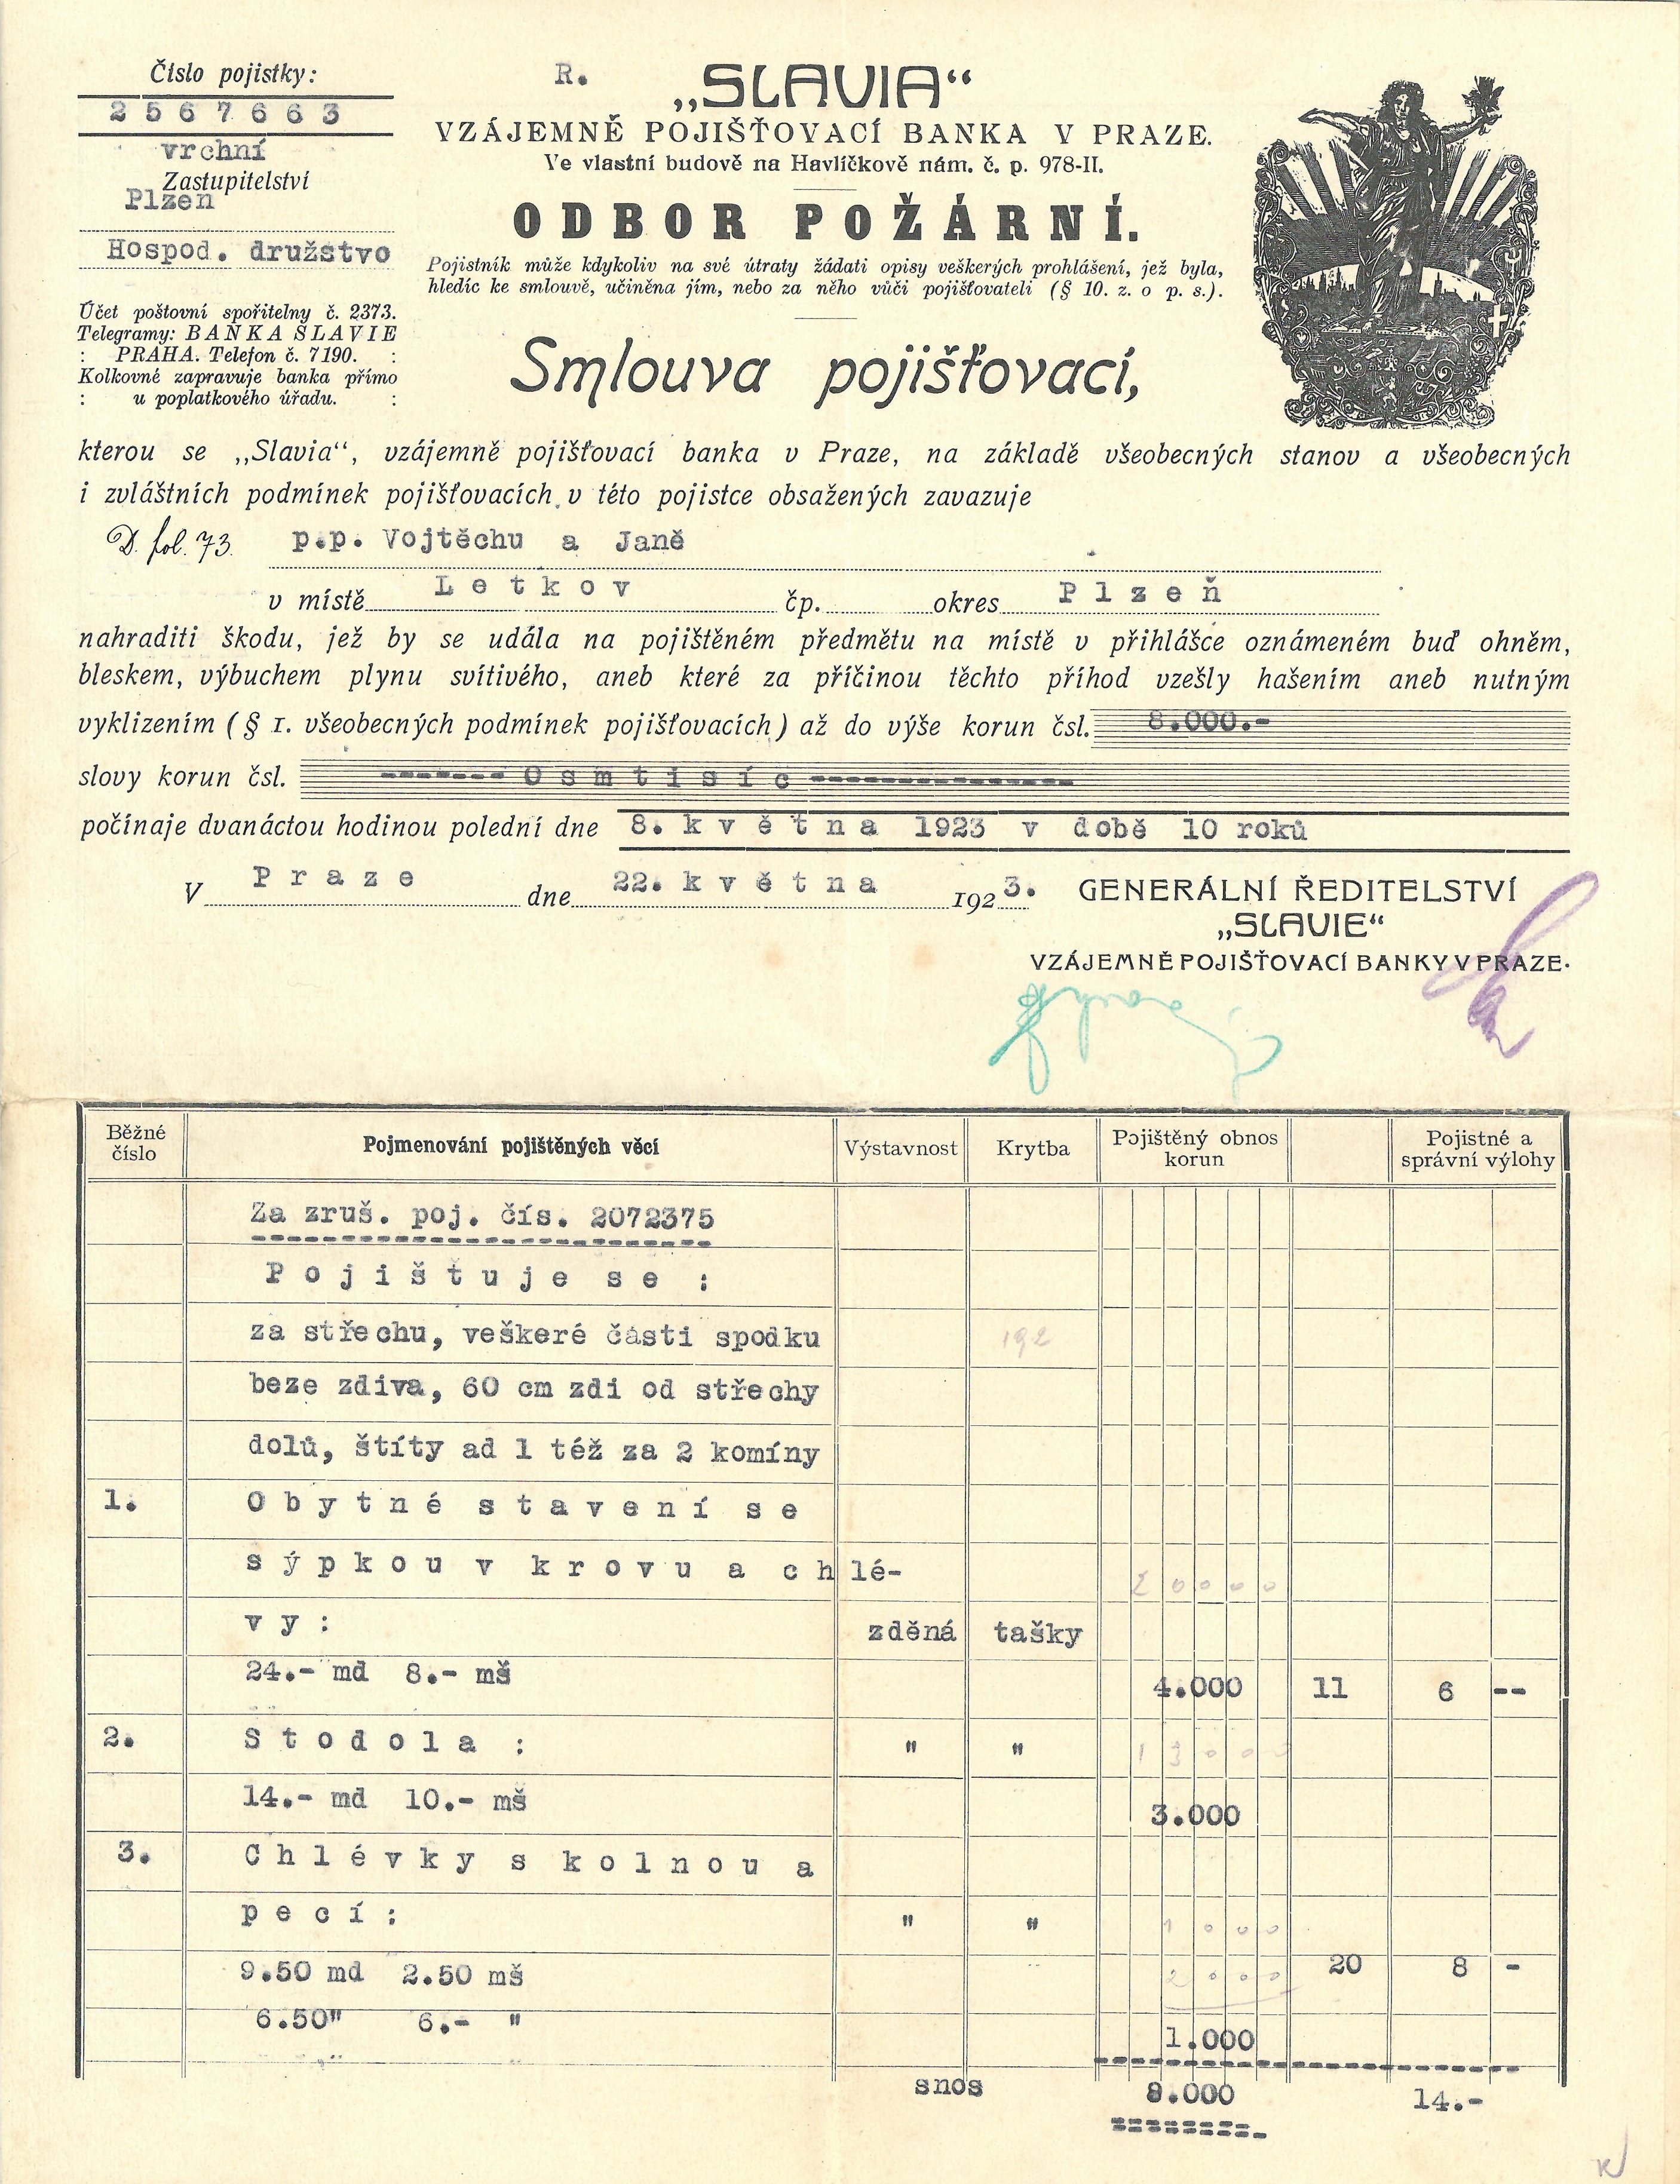 Číslo pojistky:
2567663
vrchní
Zastupitelství
Plzeň
Hospod. družstvo
Účet poštovní spořitelny č. 2373.
Telegramy: BANKA SLAVIE
: PRAHA. Telefon č. 7190. :
Kolkovné zapravuje banka přímo
: u poplatkového úřadu. :
R.
„SLAVIA“
VZÁJEMNĚ POJIŠŤOVACÍ BANKA V PRAZE.
Ve vlastní budově na Havlíčkově nám. č. p. 978-II.
ODBOR POŽÁRNÍ.
Pojistník může kdykoliv na své útraty žádati opisy veškerých prohlášení, jež byla,
hledíc ke smlouvě, učiněna jím, nebo za něho vůči pojišťovateli (§ 10. z. o p. s.).
Smlouva pojišťovací,
kterou se „Slavia“, vzájemně pojišťovací banka v Praze, na základě všeobecných stanov a všeobecných
i zvláštních podmínek pojišťovacích v této pojistce obsažených zavazuje
D. fol. 73. p.p. Vojtěchu a Janě
v místě Letkov čp. okres Plzeň
nahraditi škodu, jež by se udála na pojištěném předmětu na místě v přihlášce oznámeném buď ohněm,
bleskem, výbuchem plynu svítivého, aneb které za příčinou těchto příhod vzešly hašením aneb nutným
vyklizením (§ 1. všeobecných podmínek pojišťovacích) až do výše korun čsl. 8.000.-
slovy korun čsl. ------- Osmtisíc ---------------
počínaje dvanáctou hodinou polední dne 8. května 1923 v době 10 roků
V Praze dne 22. května 1923.
GENERÁLNÍ ŘEDITELSTVÍ
„SLAVIE“
VZÁJEMNĚ POJIŠŤOVACÍ BANKY V PRAZE.
Běžné číslo Pojmenování pojištěných věcí Výstavnost Krytba Pojištěný obnos korun Pojistné a správní výlohy
Za zruš. poj. čís. 2072375
Pojištuje se :
za střechu, veškeré části spodku 192
beze zdiva, 60 cm zdi od střechy
dolů, štíty ad 1 též za 2 komíny
1. Obytné stavení se
sýpkou v krovu a chlé-
20000
vy: zděná tašky
24.- md 8.- mš 4.000 11 6 --
2. Stodola : " " 13000
14.- md 10.- mš 3.000
3. Chlévky s kolnou a
pecí: " " 1000
9.50 md 2.50 mš 2000 20 8 -
6.50" 6.- "
1.000
snos 8.000 14.-